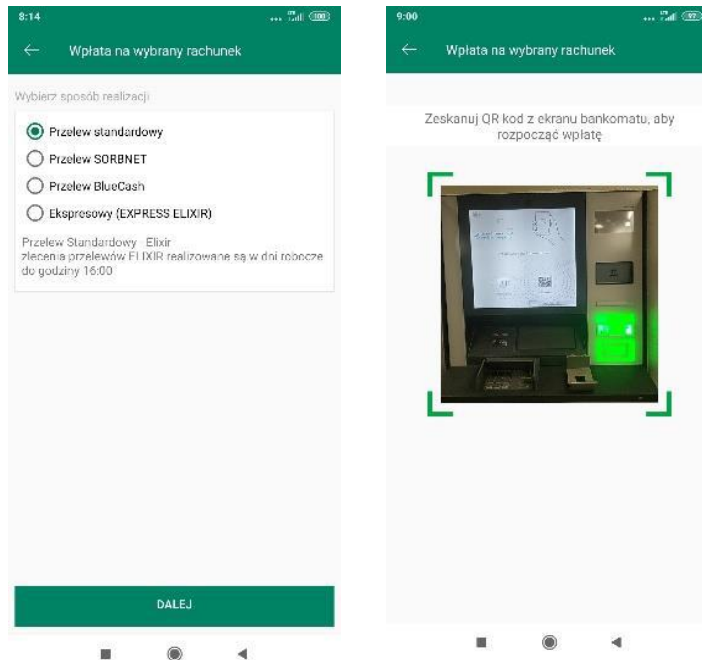 8:14
Wpłata na wybrany rachunek
Wybierz sposób realizacji
Przelew standardowy
Przelew SORBNET
Przelew BlueCash
Ekspresowy (EXPRESS ELIXIR)
Przelew Standardowy - Elixir
zlecenia przelewów ELIXIR realizowane są w dni robocze
do godziny 16:00
DALEJ
9:00
Wpłata na wybrany rachunek
Zeskanuj QR kod z ekranu bankomatu, aby
rozpocząć wpłatę